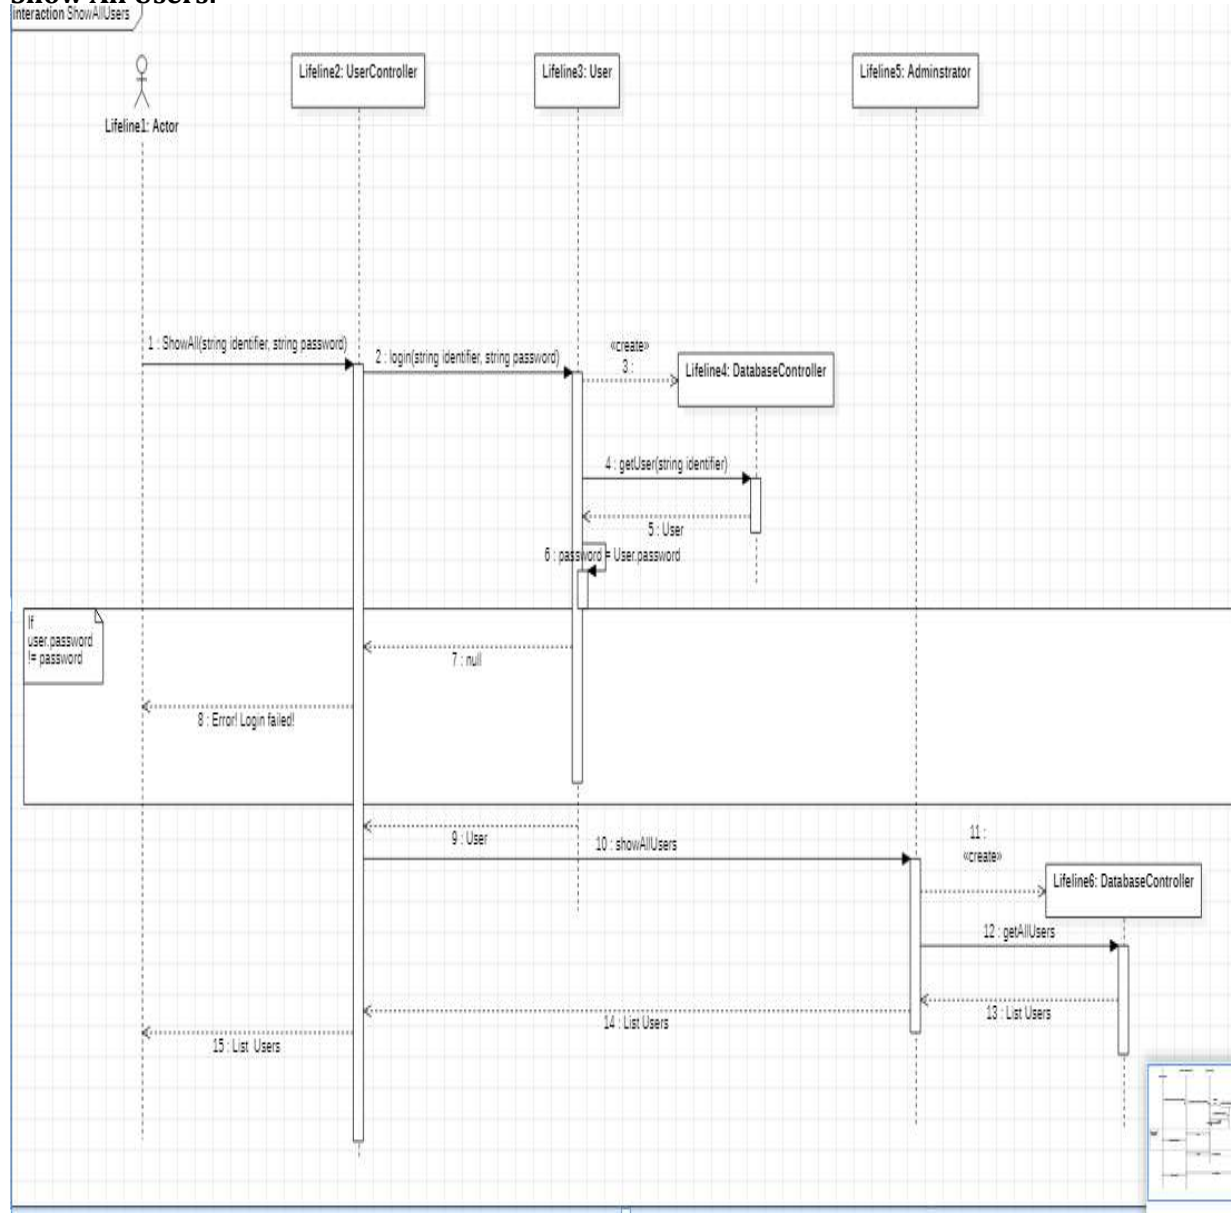 Show All Users:
interaction ShowAllUsers
Lifeline1: Actor
Lifeline2: UserController
Lifeline3: User
Lifeline5: Adminstrator
1 : ShowAll(string identifier, string password)
2 : login(string identifier, string password)
«create»
3 :
Lifeline4: DatabaseController
4 : getUser(string identifier)
5 : User
6 : password = User.password
If
user.password
!= password
7 : null
8 : Error! Login failed!
9 : User
10 : showAllUsers
11 :
«create»
Lifeline6: DatabaseController
12 : getAllUsers
13 : List Users
14 : List Users
15 : List Users